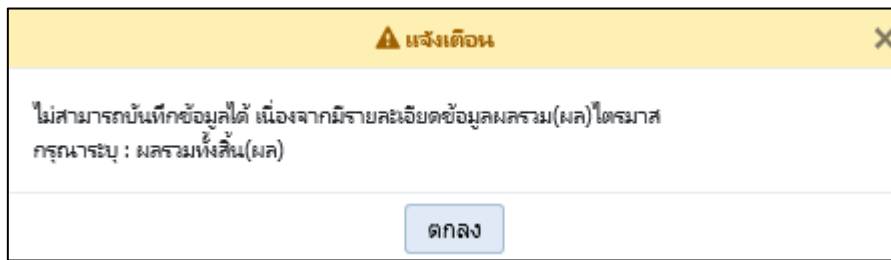 แจ้งเตือน
ไม่สามารถบันทึกข้อมูลได้ เนื่องจากมีรายละเอียดข้อมูลผลรวม(ผล)ไตรมาส
กรุณาระบุ : ผลรวมทั้งสิ้น(ผล)
ตกลง